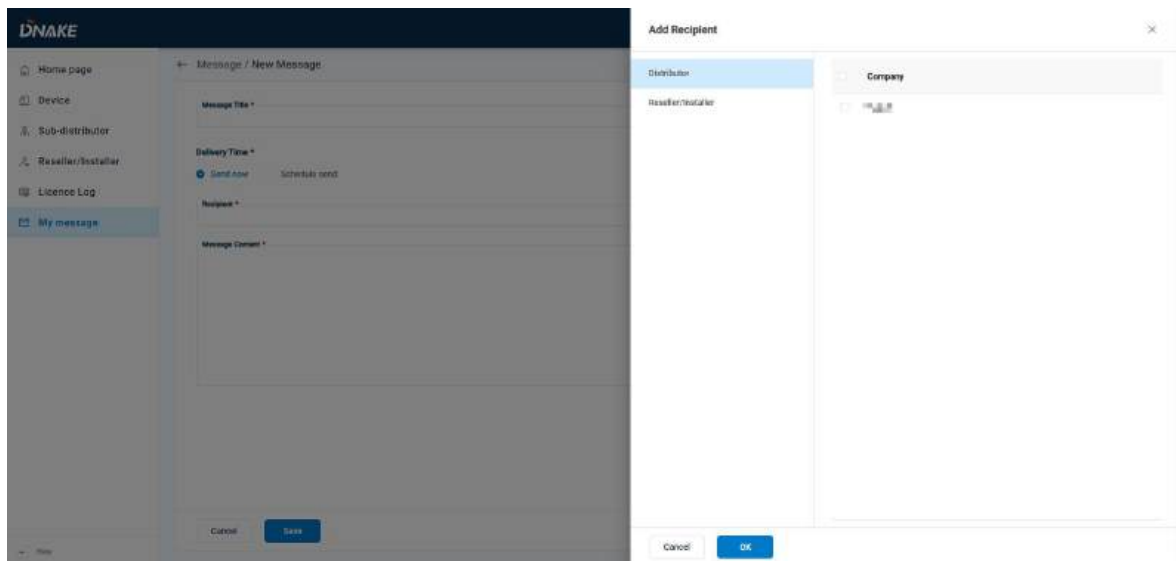 DNAKE
Home page
Device
Sub-distributor
Reseller/Installer
Licence Log
My message
← Message / New Message
Message Title *
Delivery Time *
Send now
Schedule send
Recipient *
Message Content *
Cancel
Save
Add Recipient
Distributor
Reseller/Installer
Company
Cancel
OK